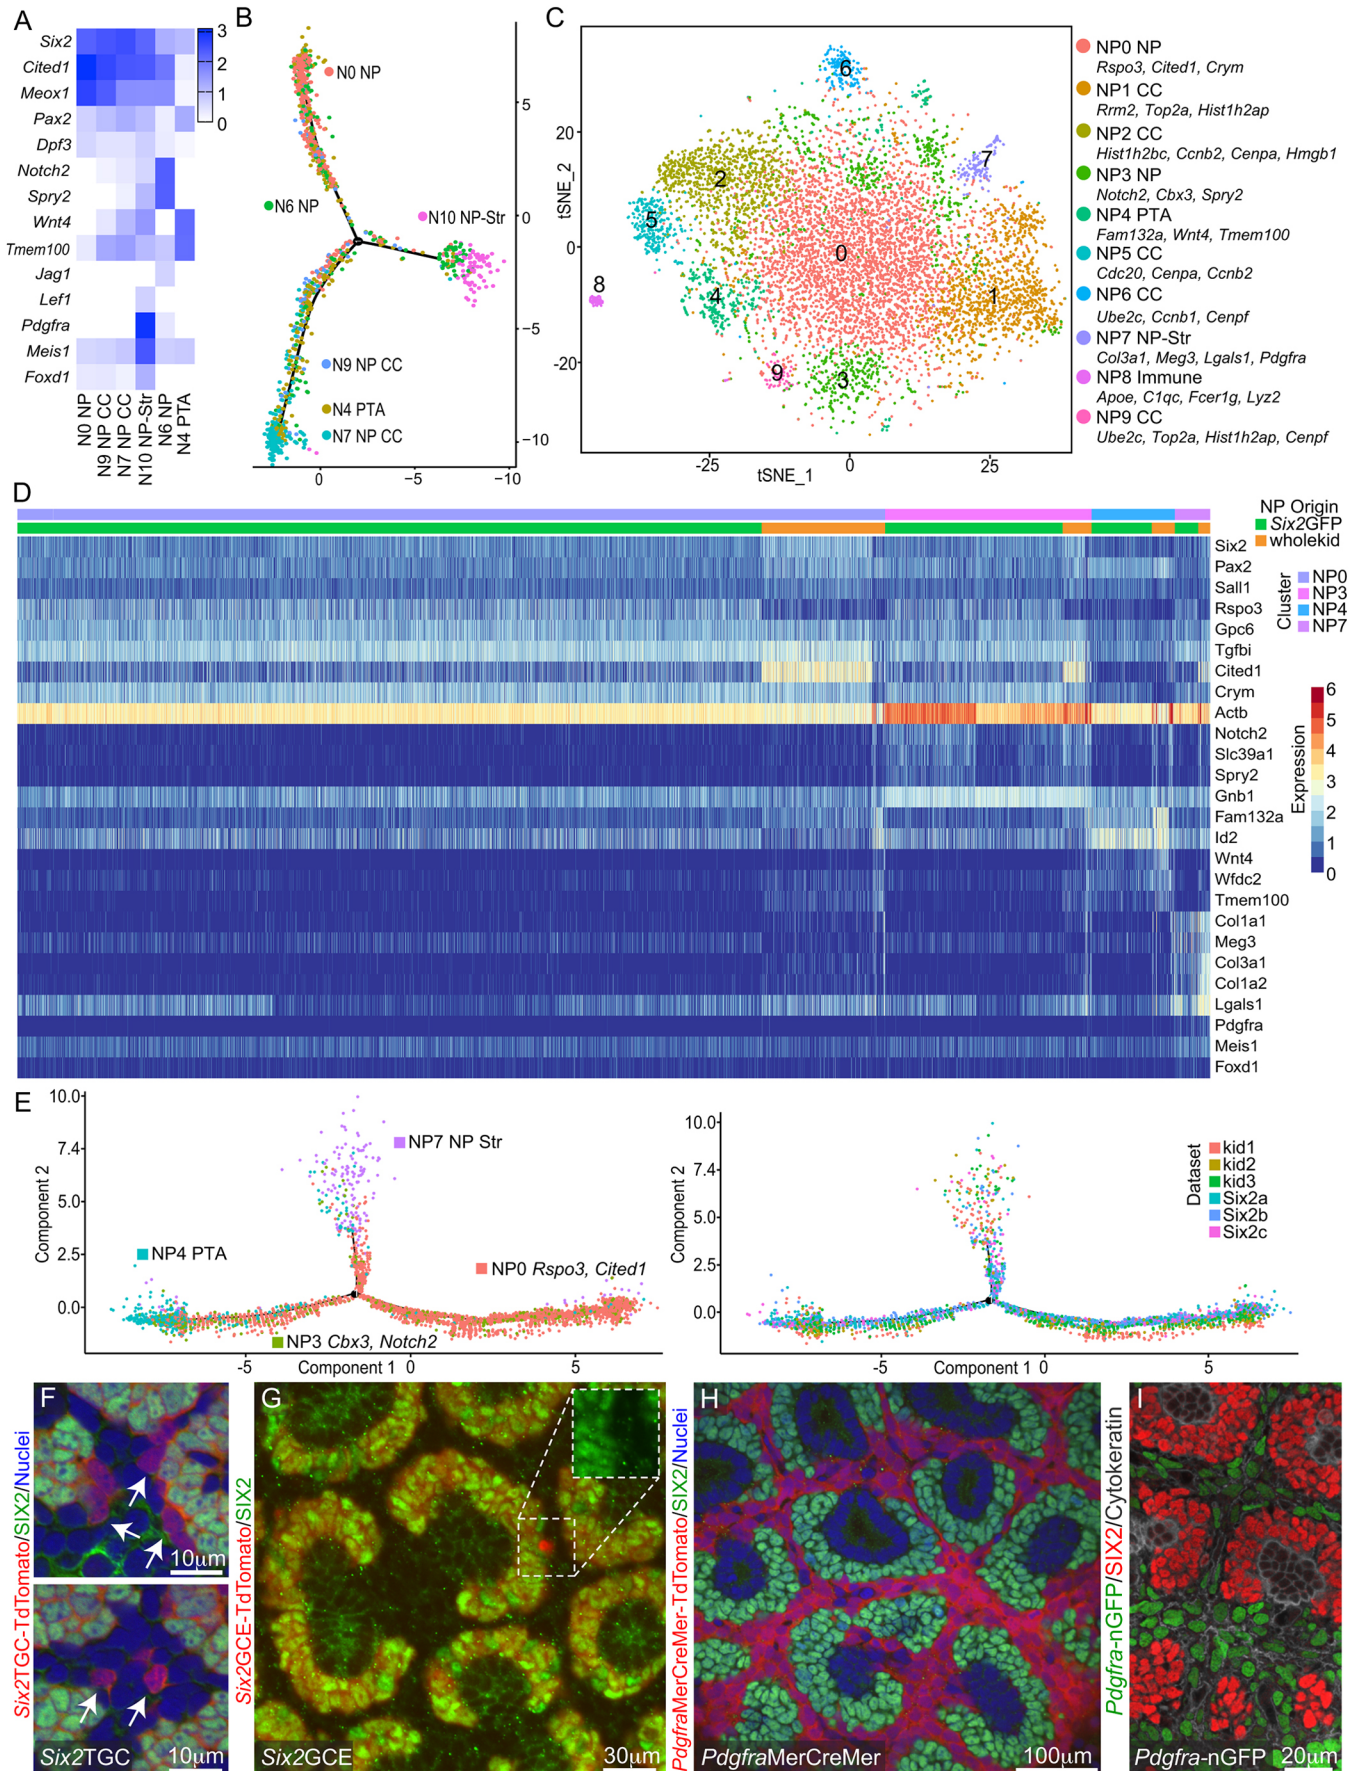 A
Six2
Cited1
Meox1
Pax2
Dpf3
Notch2
Spry2
Wnt4
Tmem100
Jag1
Lef1
Pdgfra
Meis1
Foxd1
3
2
1
0
N0 NP
N9 NP CC
N7 NP CC
N10 NP-Str
N6 NP
N4 PTA
B
N0 NP
N6 NP
N10 NP-Str
N9 NP CC
N4 PTA
N7 NP CC
5
0
−5
−10
0
−5
−10
C
tSNE_2
20
0
-20
-25
0
25
tSNE_1
6
7
2
5
0
8
4
1
9
3
NP0 NP
Rspo3, Cited1, Crym
NP1 CC
Rrm2, Top2a, Hist1h2ap
NP2 CC
Hist1h2bc, Ccnb2, Cenpa, Hmgb1
NP3 NP
Notch2, Cbx3, Spry2
NP4 PTA
Fam132a, Wnt4, Tmem100
NP5 CC
Cdc20, Cenpa, Ccnb2
NP6 CC
Ube2c, Ccnb1, Cenpf
NP7 NP-Str
Col3a1, Meg3, Lgals1, Pdgfra
NP8 Immune
Apoe, C1qc, Fcer1g, Lyz2
NP9 CC
Ube2c, Top2a, Hist1h2ap, Cenpf
D
Six2
Pax2
Sall1
Rspo3
Gpc6
Tgfbi
Cited1
Crym
Actb
Notch2
Slc39a1
Spry2
Gnb1
Fam132a
Id2
Wnt4
Wfdc2
Tmem100
Col1a1
Meg3
Col3a1
Col1a2
Lgals1
Pdgfra
Meis1
Foxd1
NP Origin
Six2GFP
wholekid
Cluster
NP0
NP3
NP4
NP7
Expression
6
5
4
3
2
1
0
E
Component 2
10.0
7.4
5.0
2.5
0.0
NP7 NP Str
NP4 PTA
NP0 Rspo3, Cited1
NP3 Cbx3, Notch2
-5
Component 1
0
5
Component 2
10.0
7.4
5.0
2.5
0.0
-5
Component 1
0
5
Dataset
kid1
kid2
kid3
Six2a
Six2b
Six2c
F
Six2TGC-TdTomato/SIX2/Nuclei
10µm
Six2TGC
10µm
G
Six2GCE-TdTomato/SIX2
Six2GCE
30µm
H
PdgfraMerCreMer-TdTomato/SIX2/Nuclei
PdgfraMerCreMer
100µm
I
Pdgfra-nGFP/SIX2/Cytokeratin
Pdgfra-nGFP
20µm